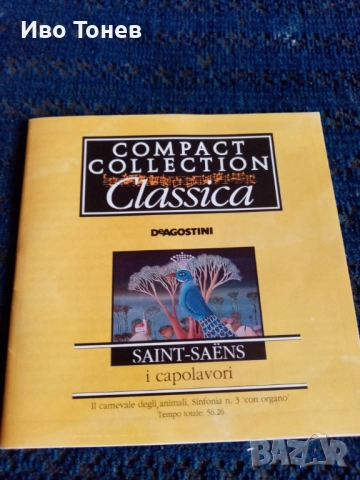 Иво Тонев
COMPACT
COLLECTION
Classica
DEAGOSTINI
SAINT-SAËNS
i capolavori
Il carnevale degli animali, Sinfonia n. 3 'con organo'
Tempo totale: 56.26
BAZAR